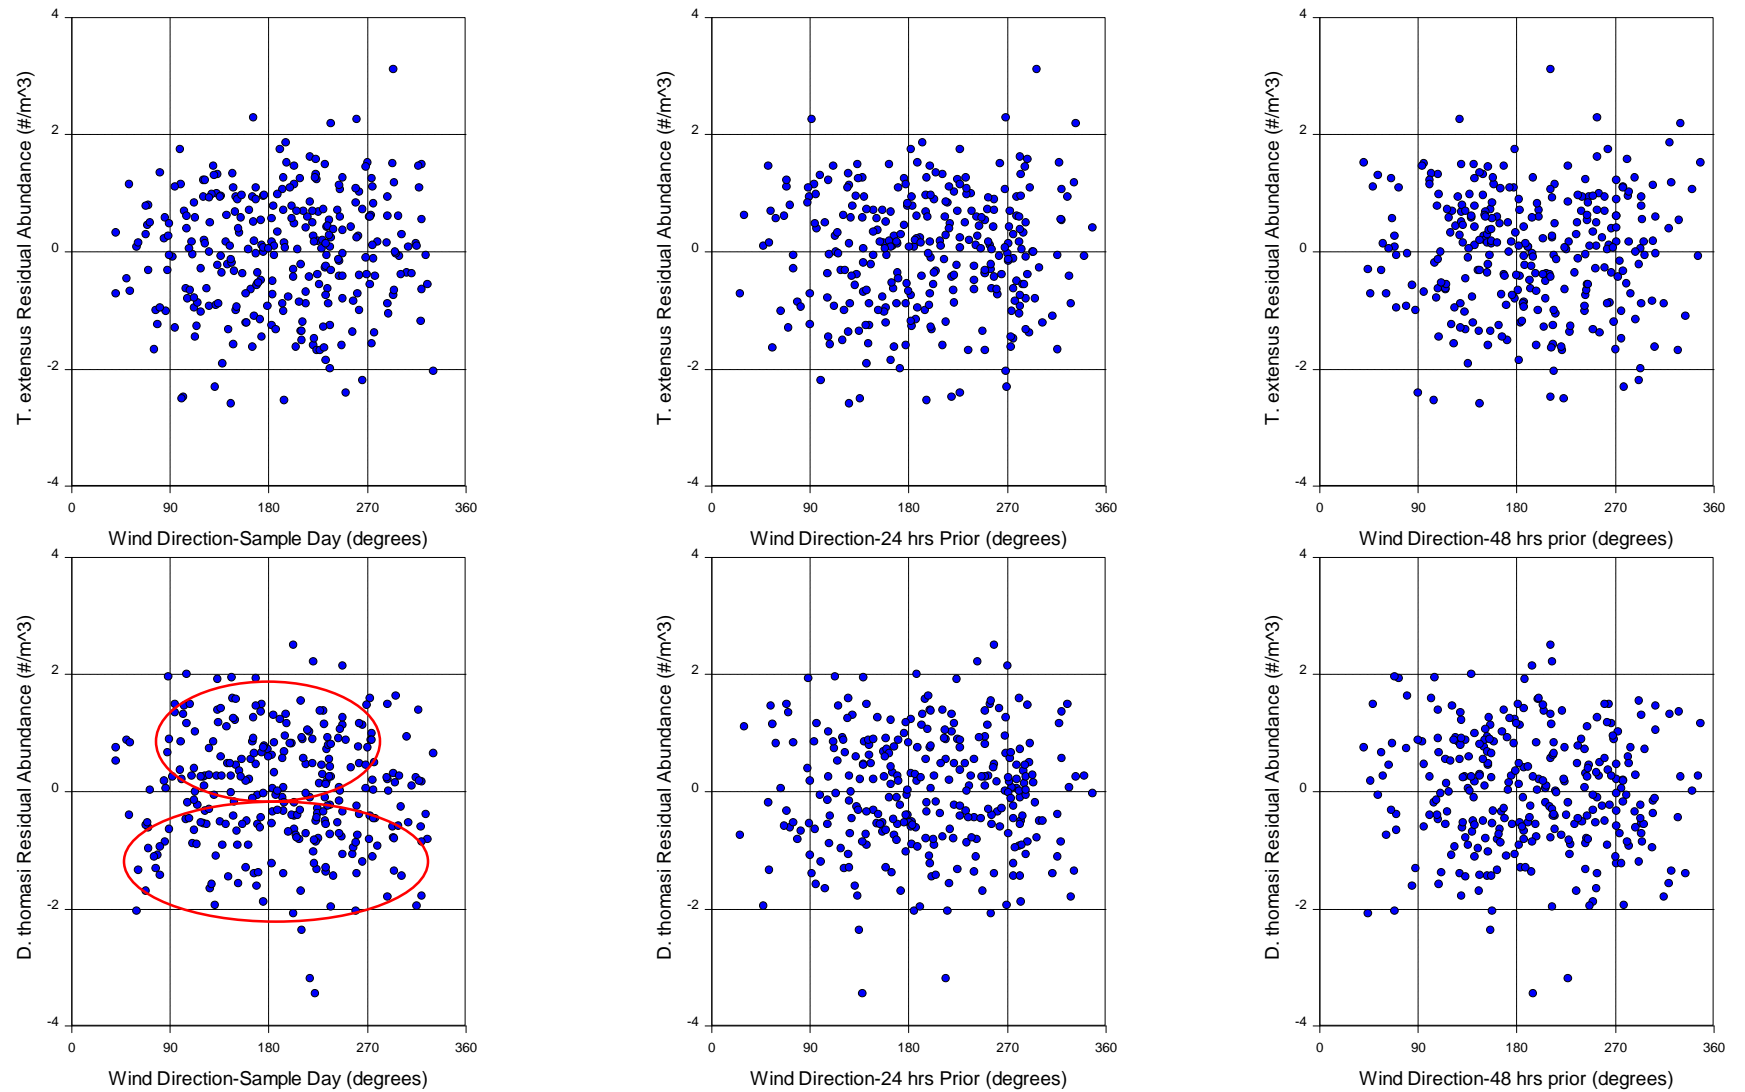 4
2
0
-2
-4
T. extensus Residual Abundance (#/m^3)
0 90 180 270 360
Wind Direction-Sample Day (degrees)
4
2
0
-2
-4
T. extensus Residual Abundance (#/m^3)
0 90 180 270 360
Wind Direction-24 hrs Prior (degrees)
4
2
0
-2
-4
T. extensus Residual Abundance (#/m^3)
0 90 180 270 360
Wind Direction-48 hrs prior (degrees)
4
2
0
-2
-4
D. thomasi Residual Abundance (#/m^3)
0 90 180 270 360
Wind Direction-Sample Day (degrees)
4
2
0
-2
-4
D. thomasi Residual Abundance (#/m^3)
0 90 180 270 360
Wind Direction-24 hrs Prior (degrees)
4
2
0
-2
-4
D. thomasi Residual Abundance (#/m^3)
0 90 180 270 360
Wind Direction-48 hrs prior (degrees)